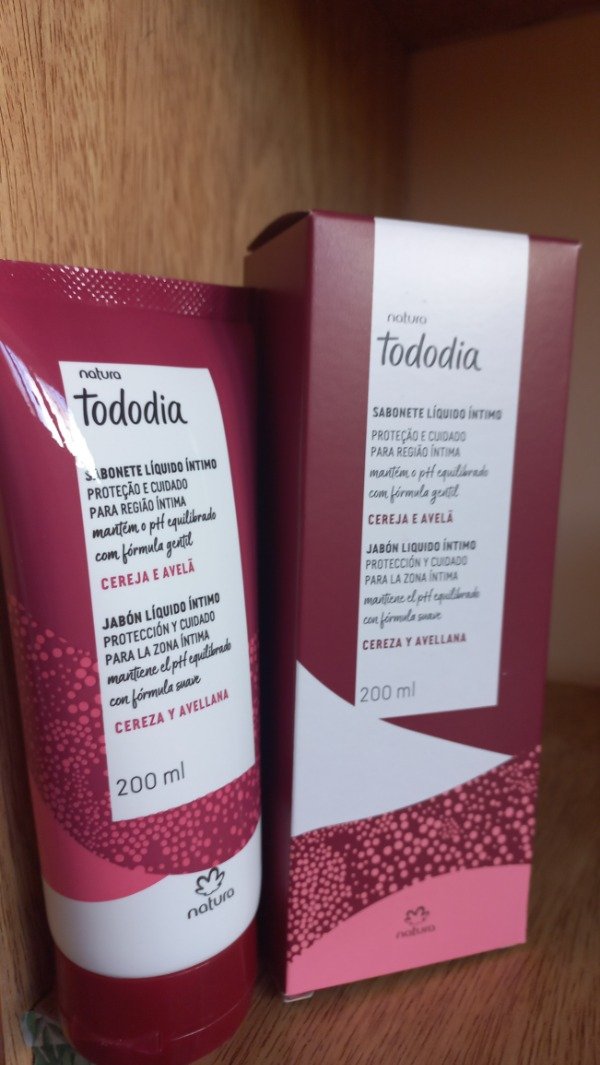 natura
Tododia
SABONETE LÍQUIDO ÍNTIMO
PROTEÇÃO E CUIDADO
PARA REGIÃO ÍNTIMA
mantém o pH equilibrado
com fórmula gentil
CEREJA E AVELÃ
JABÓN LÍQUIDO ÍNTIMO
PROTECCIÓN Y CUIDADO
PARA LA ZONA ÍNTIMA
mantiene el pH equilibrado
con fórmula suave
CEREZA Y AVELLANA
200 ml
natura
natura
Tododia
SABONETE LÍQUIDO ÍNTIMO
PROTEÇÃO E CUIDADO
PARA REGIÃO ÍNTIMA
mantém o pH equilibrado
com fórmula gentil
CEREJA E AVELÃ
JABÓN LIQUIDO ÍNTIMO
PROTECCIÓN Y CUIDADO
PARA LA ZONA ÍNTIMA
mantiene el pH equilibrado
con fórmula suave
CEREZA Y AVELLANA
200 ml
natura